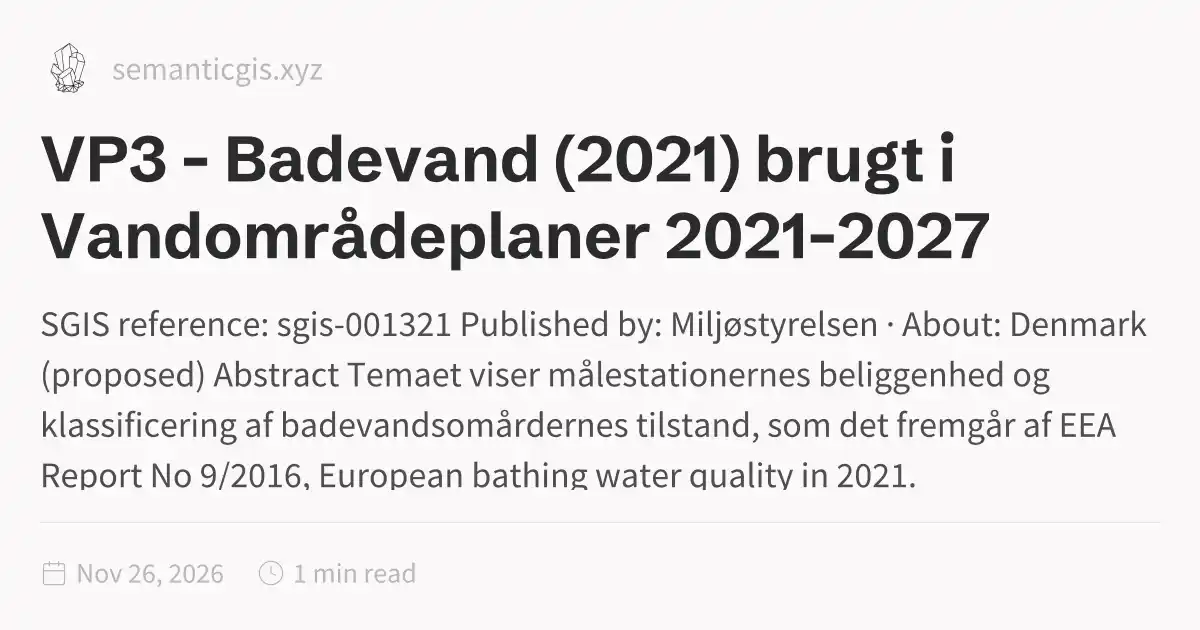 semanticgis.xyz
VP3 - Badevand (2021) brugt i
Vandområdeplaner 2021-2027
SGIS reference: sgis-001321 Published by: Miljøstyrelsen · About: Denmark
(proposed) Abstract Temaet viser målestationernes beliggenhed og
klassificering af badevandsomårdernes tilstand, som det fremgår af EEA
Report No 9/2016, European bathing water quality in 2021.
Nov 26, 2026
1 min read